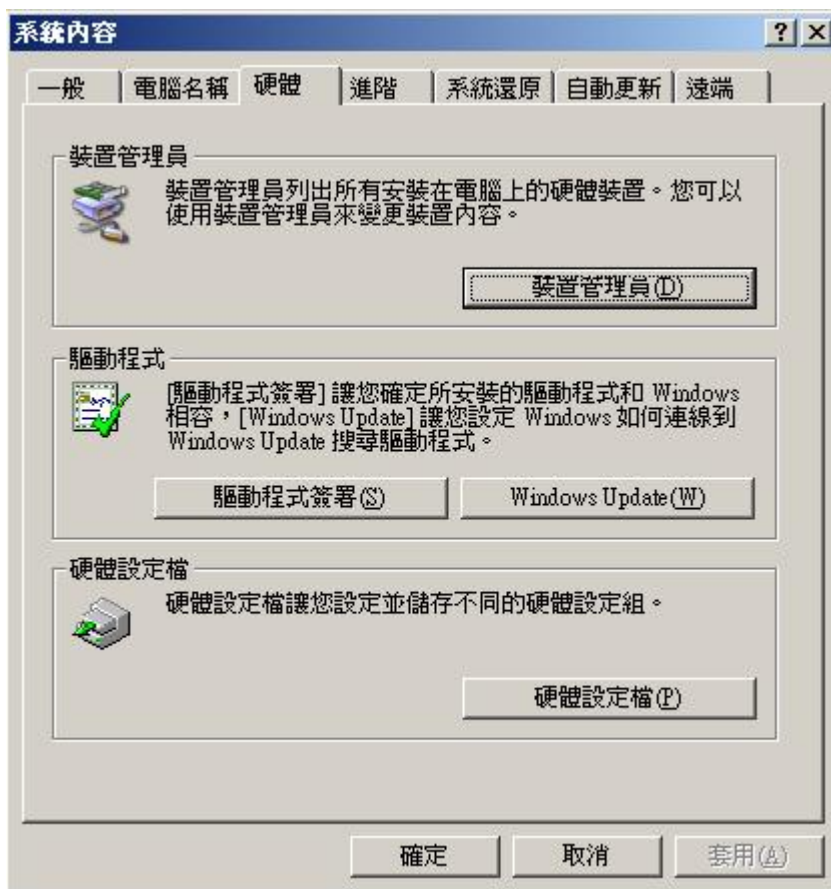 系統內容
一般 電腦名稱 硬體 進階 系統還原 自動更新 遠端
裝置管理員
裝置管理員列出所有安裝在電腦上的硬體裝置。您可以
使用裝置管理員來變更裝置內容。
裝置管理員(D)
驅動程式
[驅動程式簽署] 讓您確定所安裝的驅動程式和 Windows
相容，[Windows Update] 讓您設定 Windows 如何連線到
Windows Update 搜尋驅動程式。
驅動程式簽署(S) Windows Update(W)
硬體設定檔
硬體設定檔讓您設定並儲存不同的硬體設定組。
硬體設定檔(P)
確定 取消 套用(A)